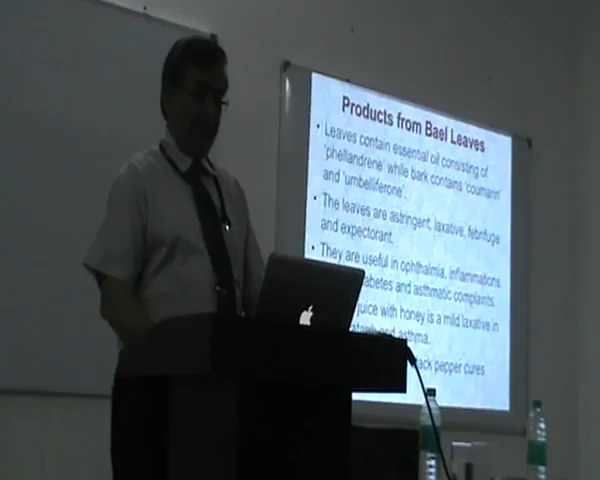 Products from Bael Leaves
• Leaves contain essential oil consisting of
'phellandrene' while bark contains 'coumarin'
and 'umbelliferone'.
• The leaves are astringent, laxative, febrifuge
and expectorant.
• They are useful in ophthalmia, inflammations
and asthmatic complaints.
juice with honey is a mild laxative in
and asthma.
pepper cures